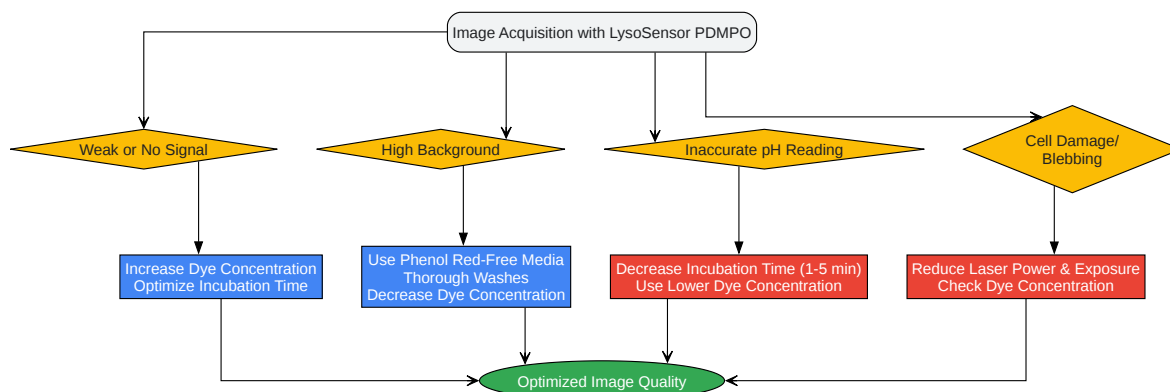 Image Acquisition with LysoSensor PDMPO
Weak or No Signal
High Background
Inaccurate pH Reading
Cell Damage/
Blebbing
Increase Dye Concentration
Optimize Incubation Time
Use Phenol Red-Free Media
Thorough Washes
Decrease Dye Concentration
Decrease Incubation Time (1-5 min)
Use Lower Dye Concentration
Reduce Laser Power & Exposure
Check Dye Concentration
Optimized Image Quality